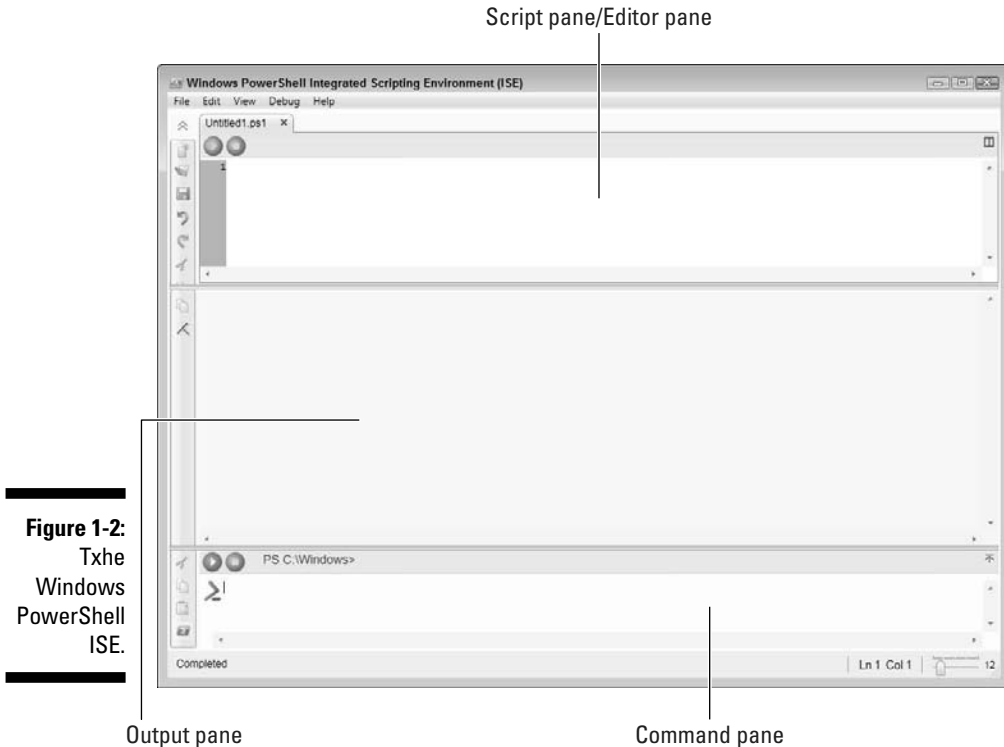 Script pane/Editor pane
Windows PowerShell Integrated Scripting Environment (ISE)
File Edit View Debug Help
Untitled1.ps1 ×
1
PS C:\Windows>
Completed
Ln 1 Col 1
12
Figure 1-2:
Txhe
Windows
PowerShell
ISE.
Output pane
Command pane